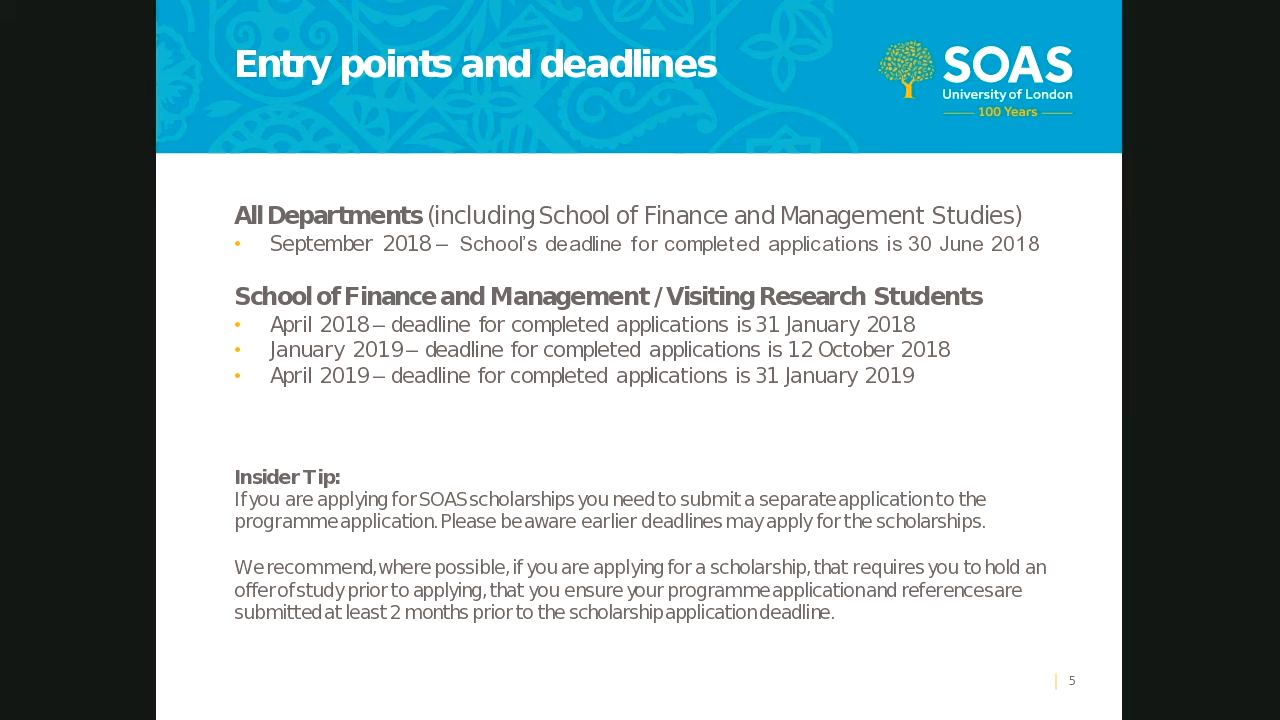 Entry points and deadlines
SOAS
University of London
100 Years
All Departments (including School of Finance and Management Studies)
• September 2018 – School's deadline for completed applications is 30 June 2018
School of Finance and Management / Visiting Research Students
• April 2018 – deadline for completed applications is 31 January 2018
• January 2019 – deadline for completed applications is 12 October 2018
• April 2019 – deadline for completed applications is 31 January 2019
Insider Tip:
If you are applying for SOAS scholarships you need to submit a separate application to the
programme application. Please be aware earlier deadlines may apply for the scholarships.
We recommend, where possible, if you are applying for a scholarship, that requires you to hold an
offer of study prior to applying, that you ensure your programme application and references are
submitted at least 2 months prior to the scholarship application deadline.
5